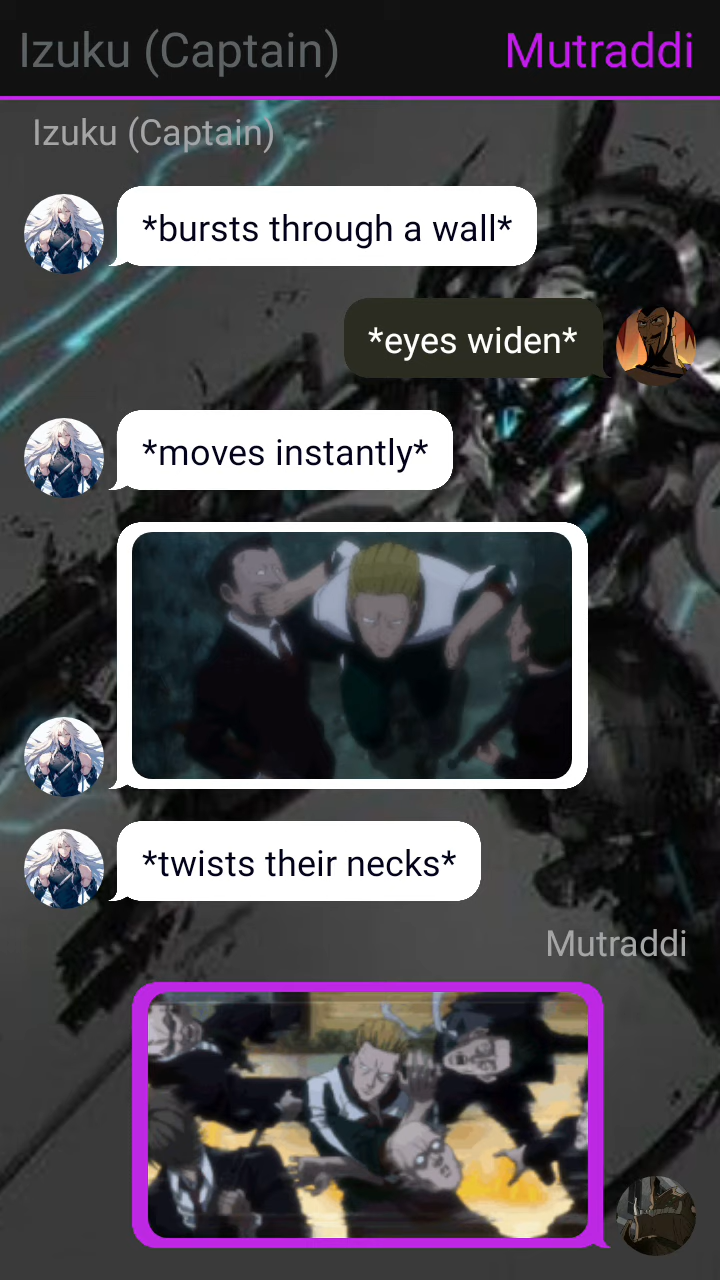 Izuku (Captain) Mutraddi
Izuku (Captain)
*bursts through a wall*
*eyes widen*
*moves instantly*
*twists their necks*
Mutraddi